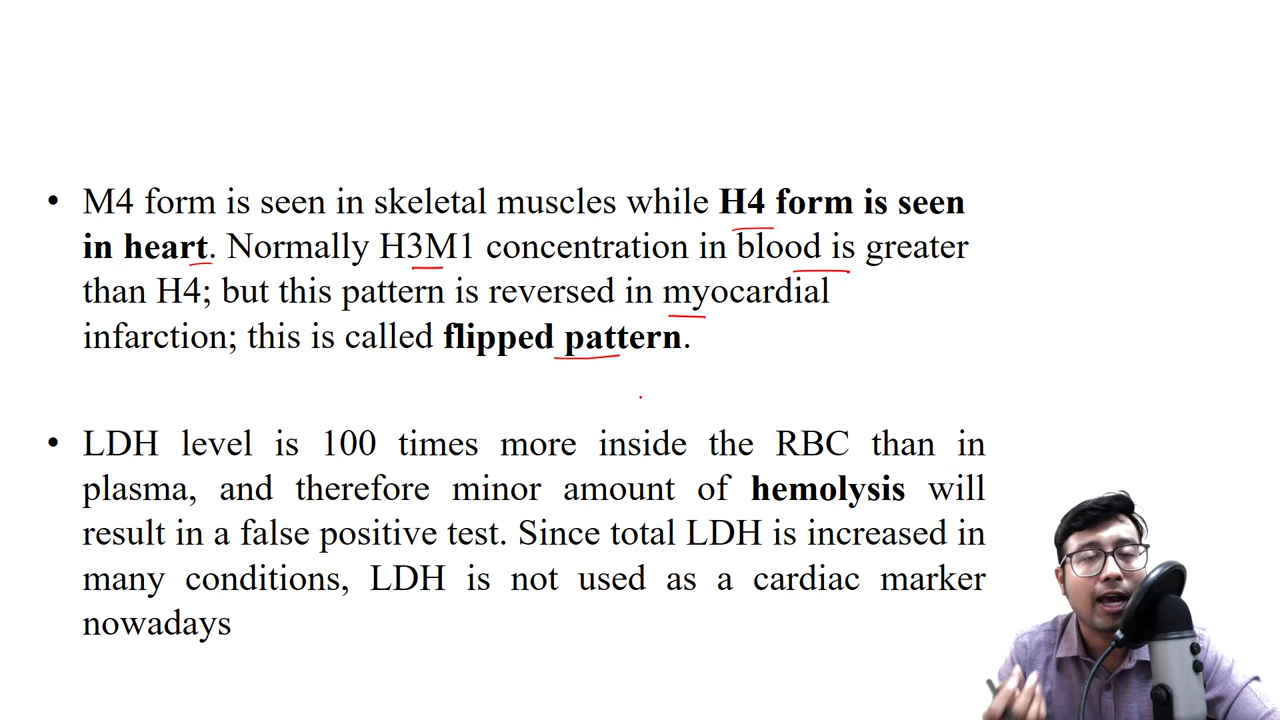 • M4 form is seen in skeletal muscles while H4 form is seen
in heart. Normally H3M1 concentration in blood is greater
than H4; but this pattern is reversed in myocardial
infarction; this is called flipped pattern.
• LDH level is 100 times more inside the RBC than in
plasma, and therefore minor amount of hemolysis will
result in a false positive test. Since total LDH is increased in
many conditions, LDH is not used as a cardiac marker
nowadays